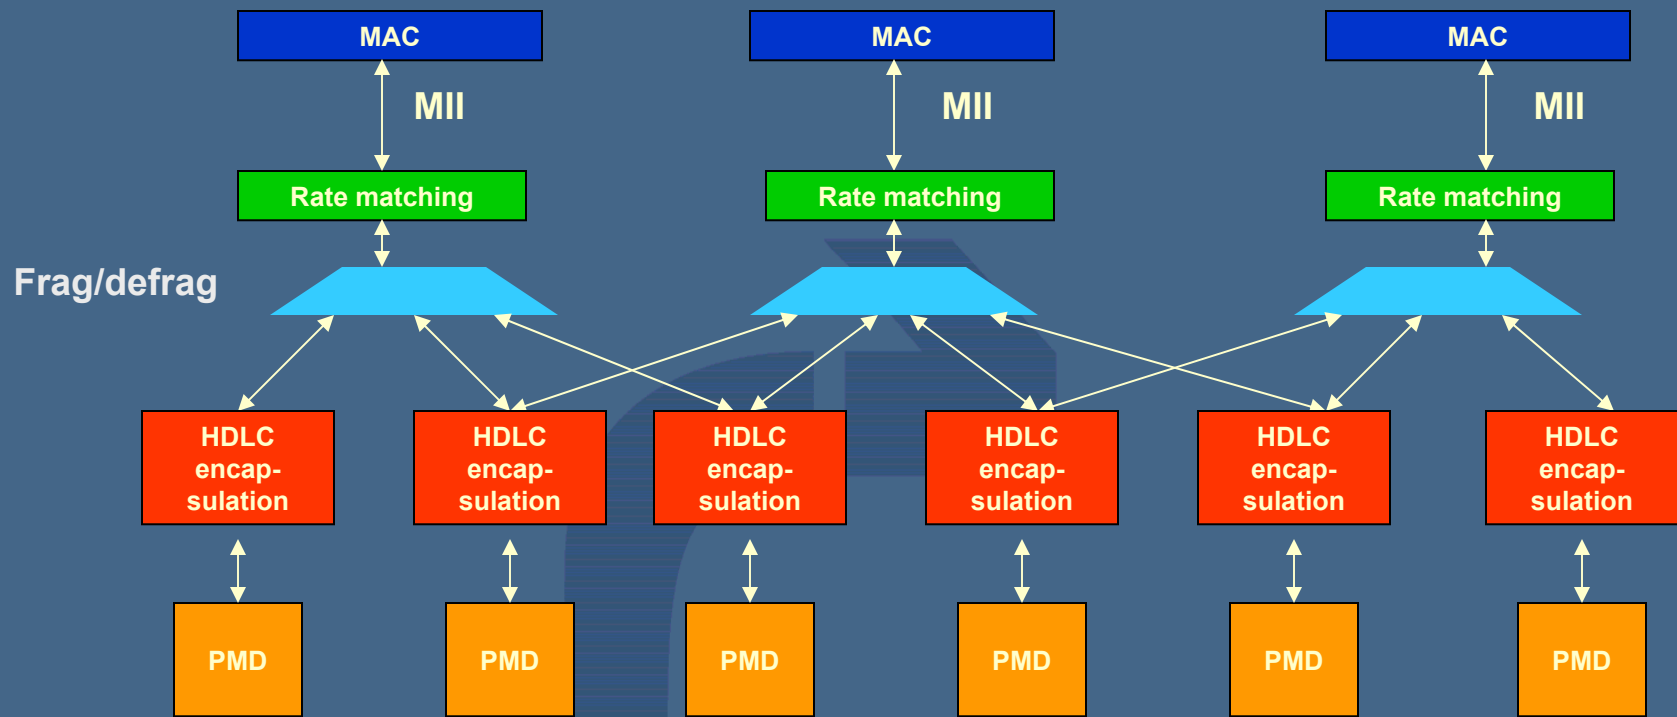 MAC
MAC
MAC
MII
MII
MII
Rate matching
Rate matching
Rate matching
Frag/defrag
HDLC
encap-
sulation
HDLC
encap-
sulation
HDLC
encap-
sulation
HDLC
encap-
sulation
HDLC
encap-
sulation
HDLC
encap-
sulation
PMD
PMD
PMD
PMD
PMD
PMD